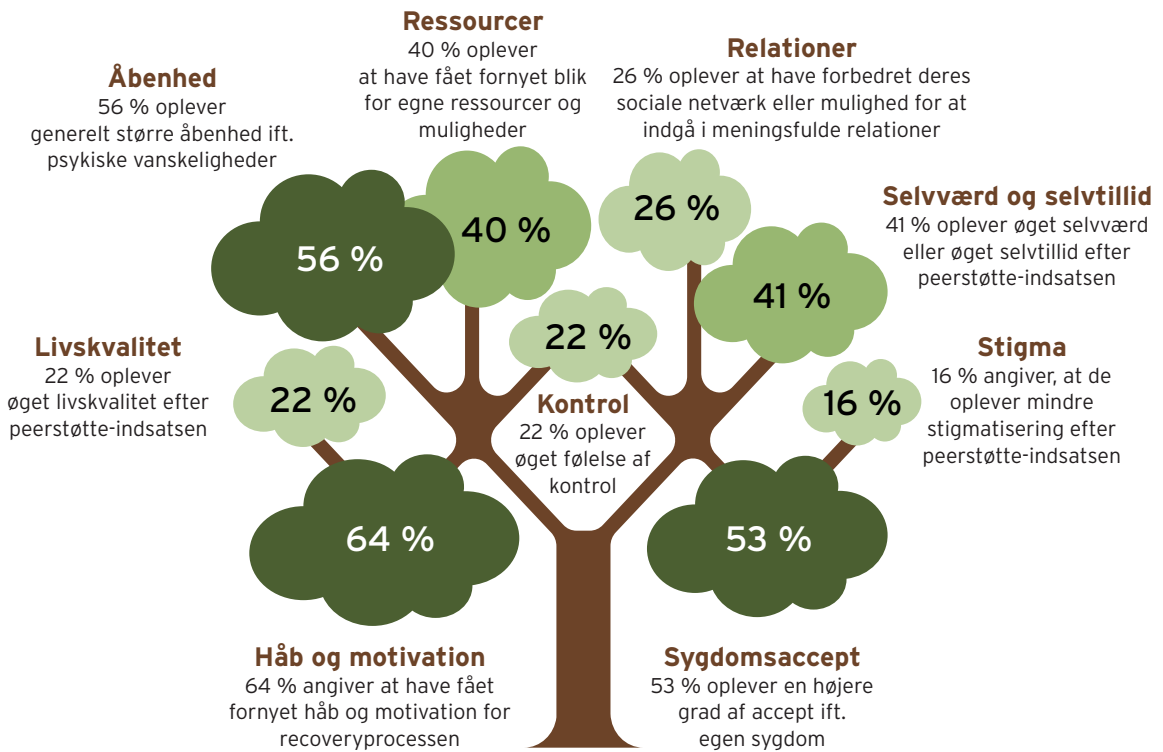 Ressourcer
40 % oplever
at have fået fornyet blik
for egne ressourcer og
muligheder
Relationer
26 % oplever at have forbedret deres
sociale netværk eller mulighed for at
indgå i meningsfulde relationer
Åbenhed
56 % oplever
generelt større åbenhed ift.
psykiske vanskeligheder
Selvværd og selvtillid
41 % oplever øget selvværd
eller øget selvtillid efter
peerstøtte-indsatsen
56 %
40 %
26 %
41 %
Livskvalitet
22 % oplever
øget livskvalitet efter
peerstøtte-indsatsen
22 %
22 %
Kontrol
22 % oplever
øget følelse af
kontrol
16 %
Stigma
16 % angiver, at de
oplever mindre
stigmatisering efter
peerstøtte-indsatsen
64 %
53 %
Håb og motivation
64 % angiver at have fået
fornyet håb og motivation for
recoveryprocessen
Sygdomsaccept
53 % oplever en højere
grad af accept ift.
egen sygdom